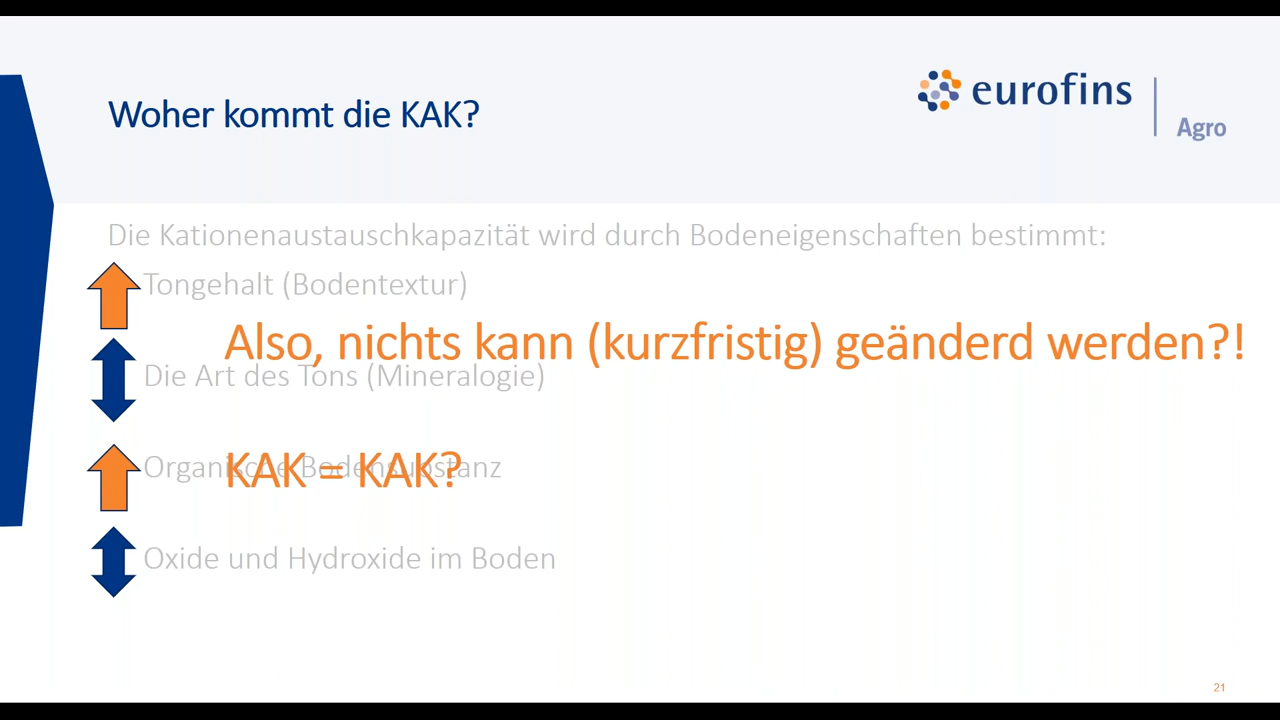 Woher kommt die KAK?
eurofins
Agro
Die Kationenaustauschkapazität wird durch Bodeneigenschaften bestimmt:
Tongehalt (Bodentextur)
Also, nichts kann (kurzfristig) geänderd werden?!
Die Art des Tons (Mineralogie)
Organische Bodensubstanz
KAK = KAK?
Oxide und Hydroxide im Boden
21